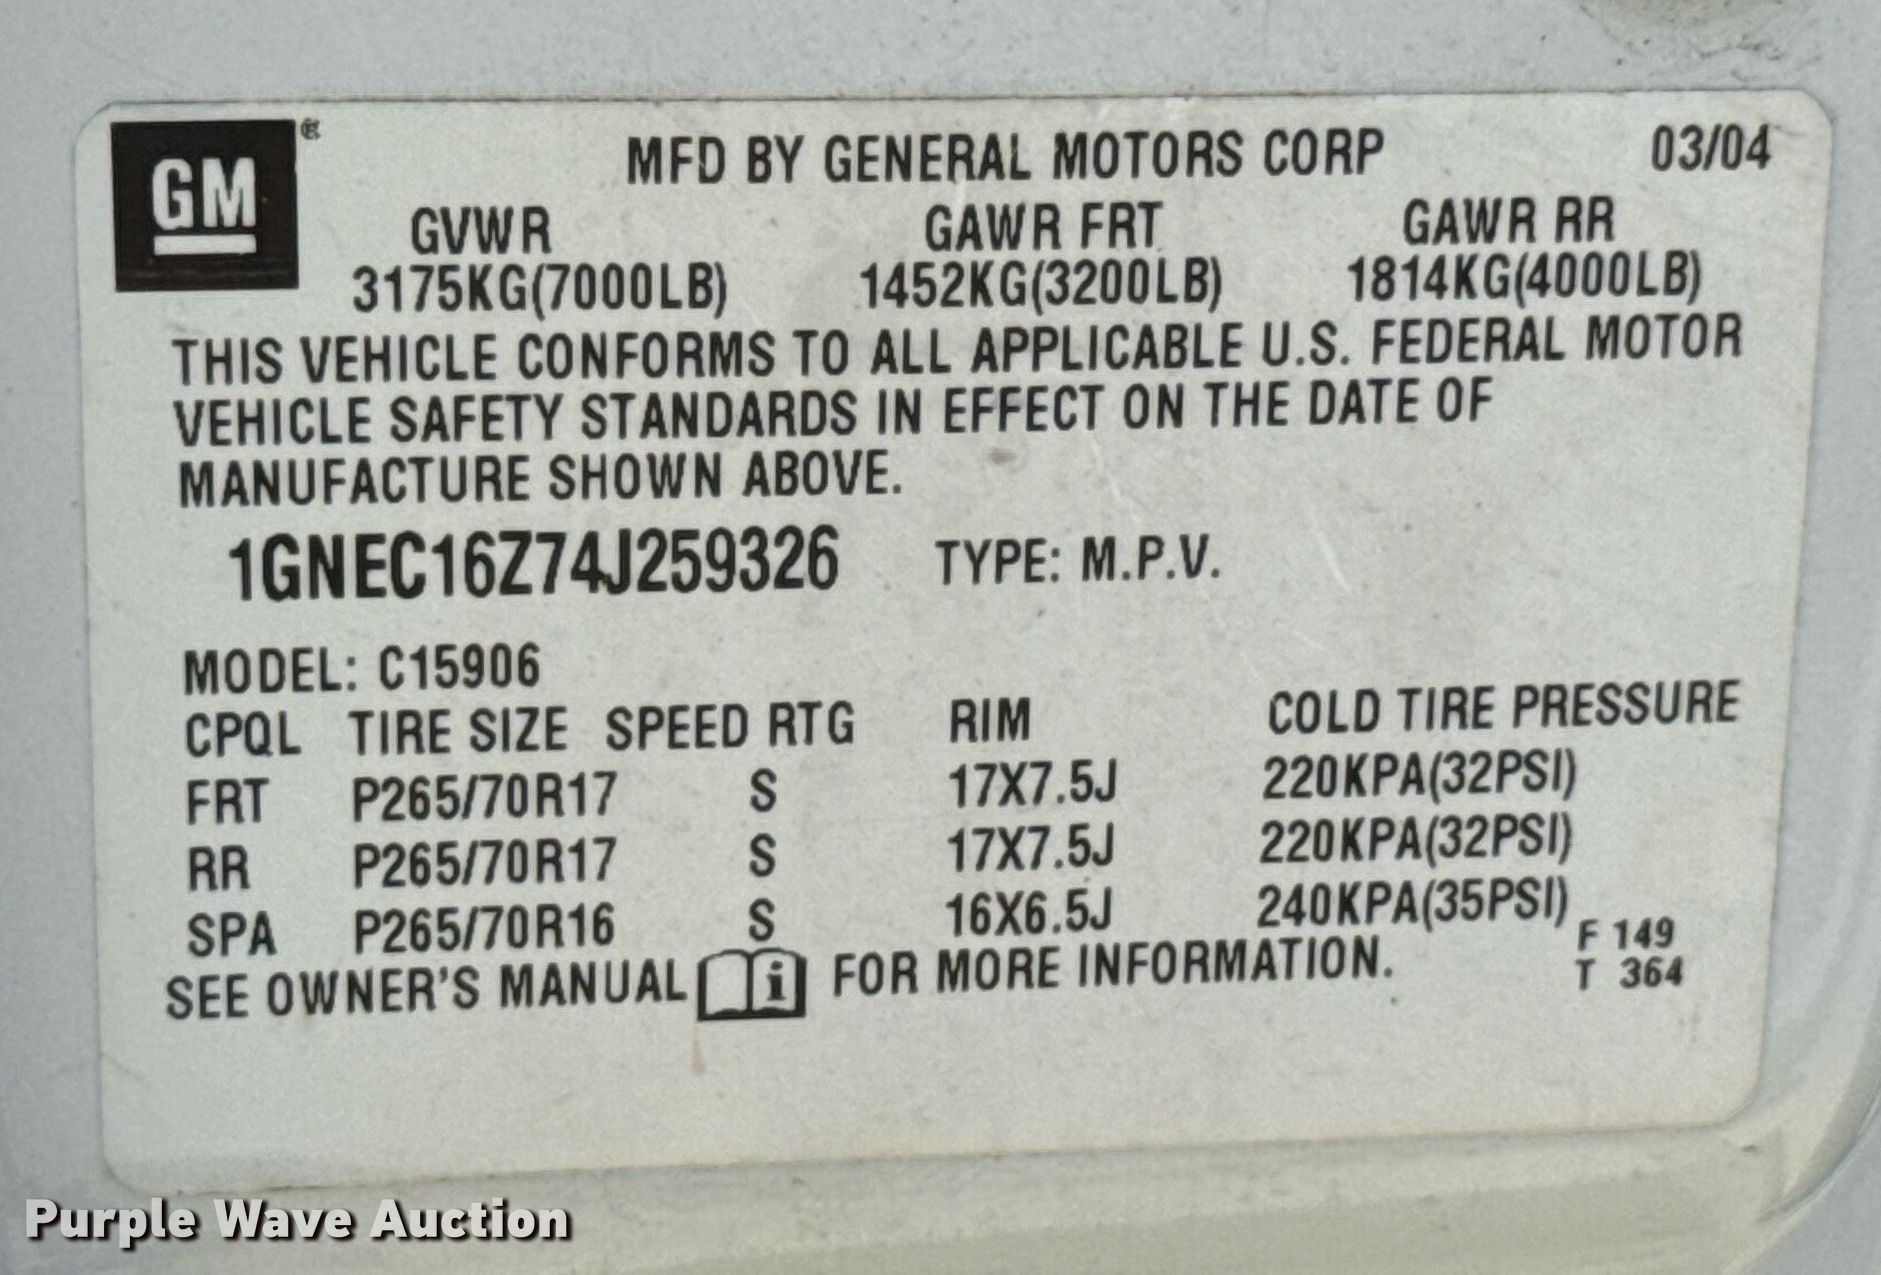 GM
MFD BY GENERAL MOTORS CORP 03/04
GVWR GAWR FRT GAWR RR
3175KG(7000LB) 1452KG(3200LB) 1814KG(4000LB)
THIS VEHICLE CONFORMS TO ALL APPLICABLE U.S. FEDERAL MOTOR
VEHICLE SAFETY STANDARDS IN EFFECT ON THE DATE OF
MANUFACTURE SHOWN ABOVE.
1GNEC16Z74J259326 TYPE: M.P.V.
MODEL: C15906
CPQL TIRE SIZE SPEED RTG RIM COLD TIRE PRESSURE
FRT P265/70R17 S 17X7.5J 220KPA(32PSI)
RR P265/70R17 S 17X7.5J 220KPA(32PSI)
SPA P265/70R16 S 16X6.5J 240KPA(35PSI)
SEE OWNER'S MANUAL i FOR MORE INFORMATION.
F 149
T 364
Purple Wave Auction